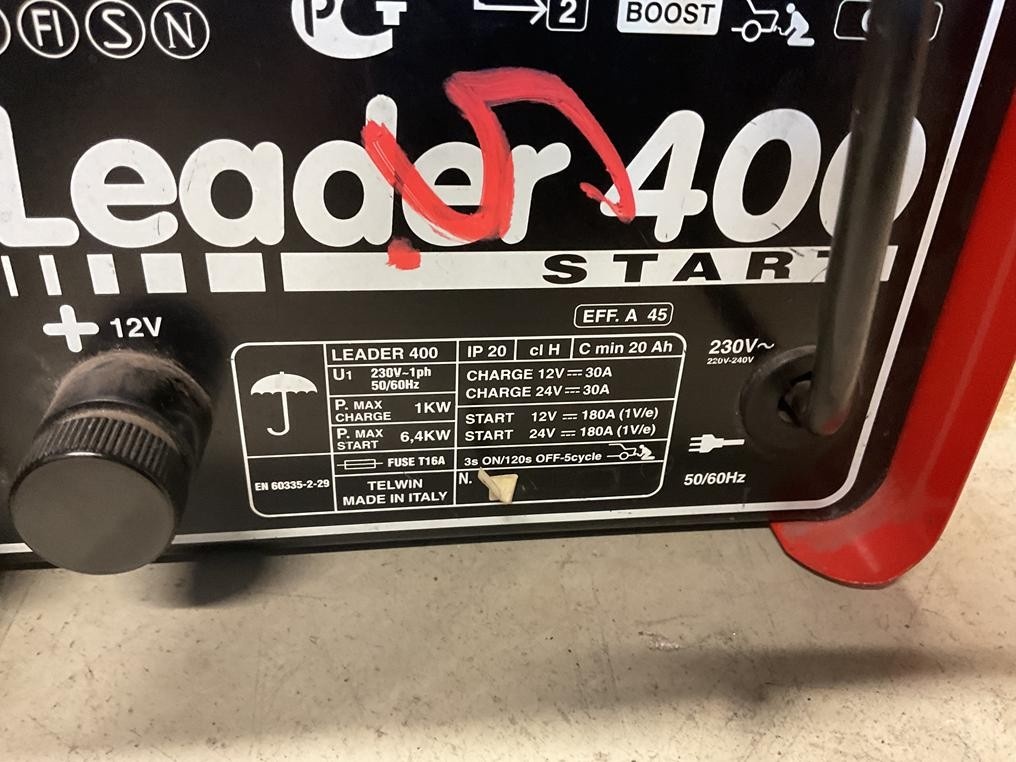 FI S N
PCT
2
BOOST
Leader 400
START
+ 12V
EFF. A 45
LEADER 400
IP 20
cl H
C min 20 Ah
U1 230V~1ph
50/60Hz
CHARGE 12V⎓30A
CHARGE 24V⎓30A
P. MAX
CHARGE 1KW
START 12V⎓180A (1V/e)
START 24V⎓180A (1V/e)
P. MAX
START 6,4KW
FUSE T16A
3s ON/120s OFF-5cycle
EN 60335-2-29
TELWIN
MADE IN ITALY
N.
230V~
220V-240V
50/60Hz